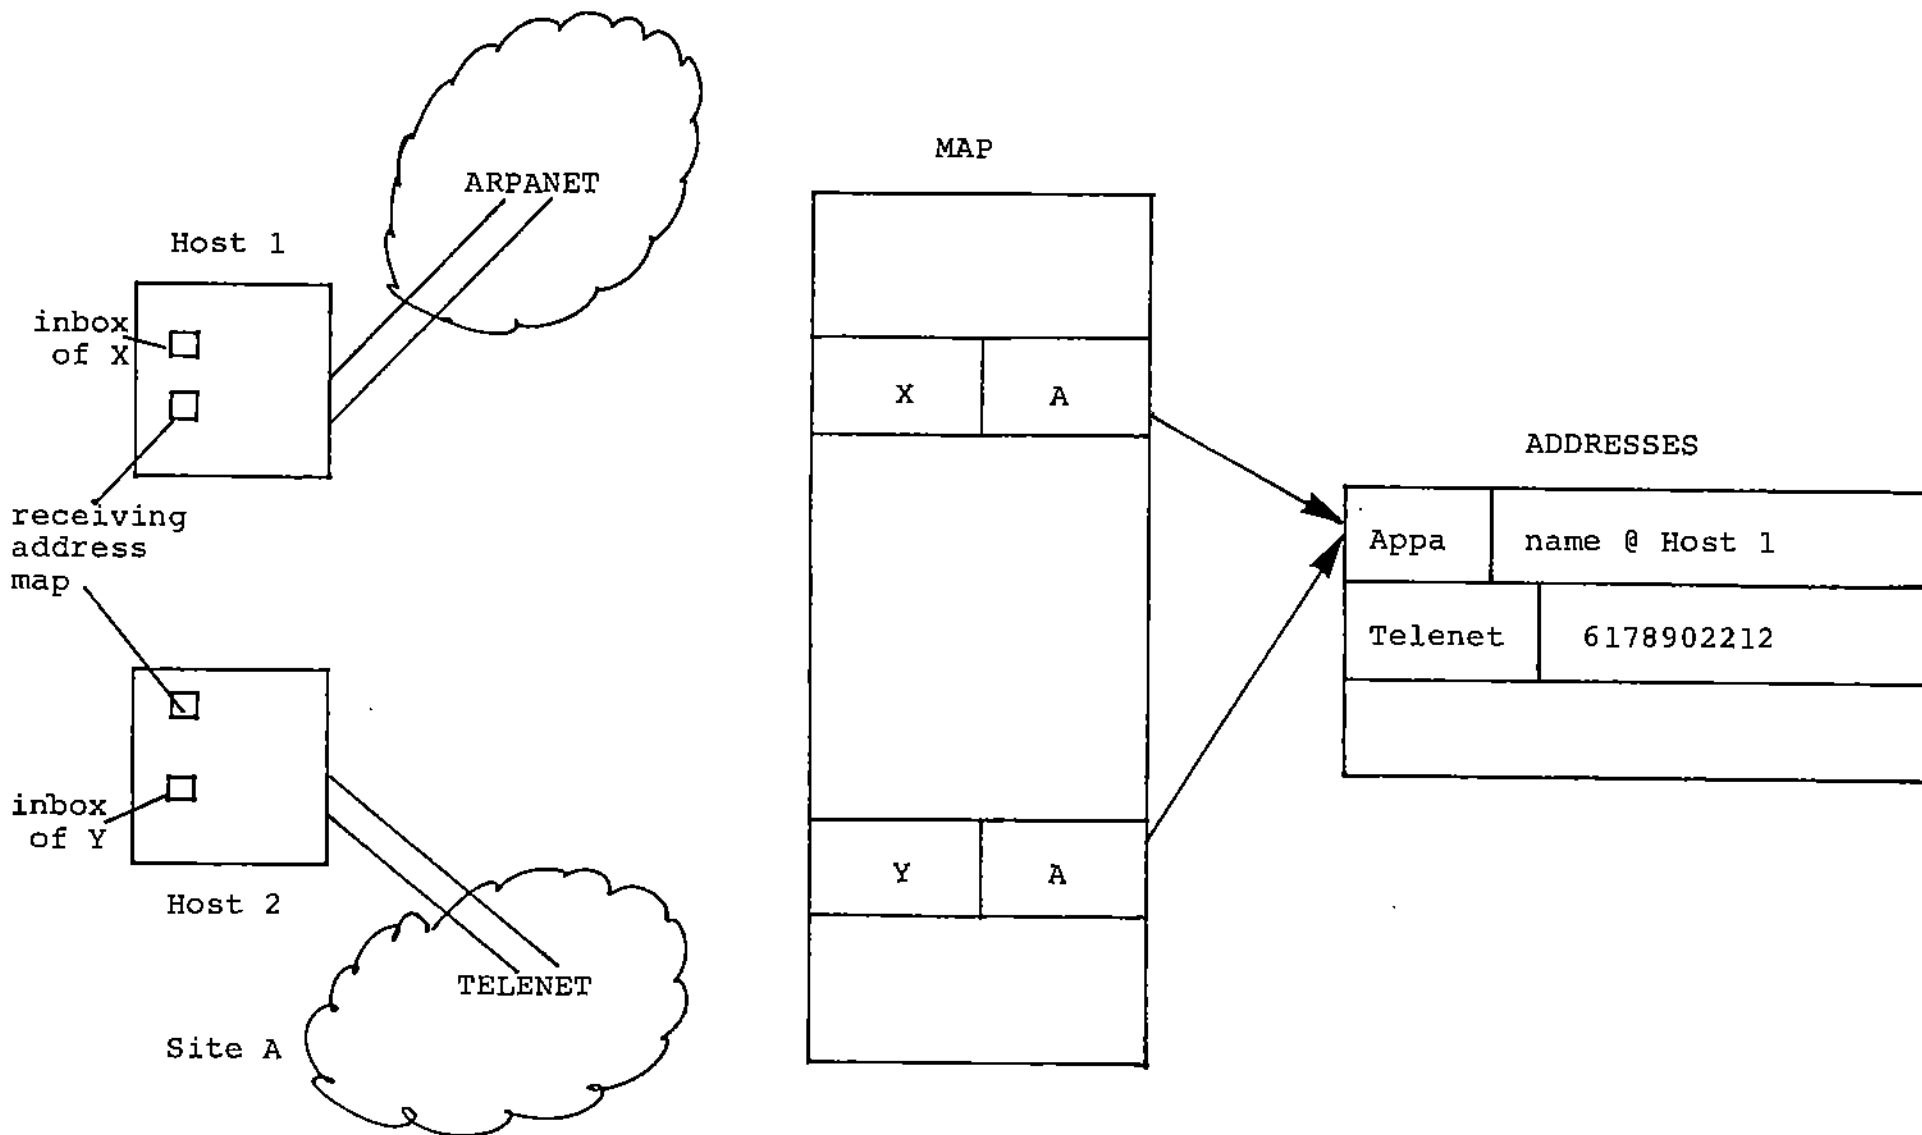 ARPANET
Host 1
inbox
of X
receiving
address
map
inbox
of Y
Host 2
TELENET
Site A
MAP
X A
Y A
ADDRESSES
Appa name @ Host 1
Telenet 6178902212